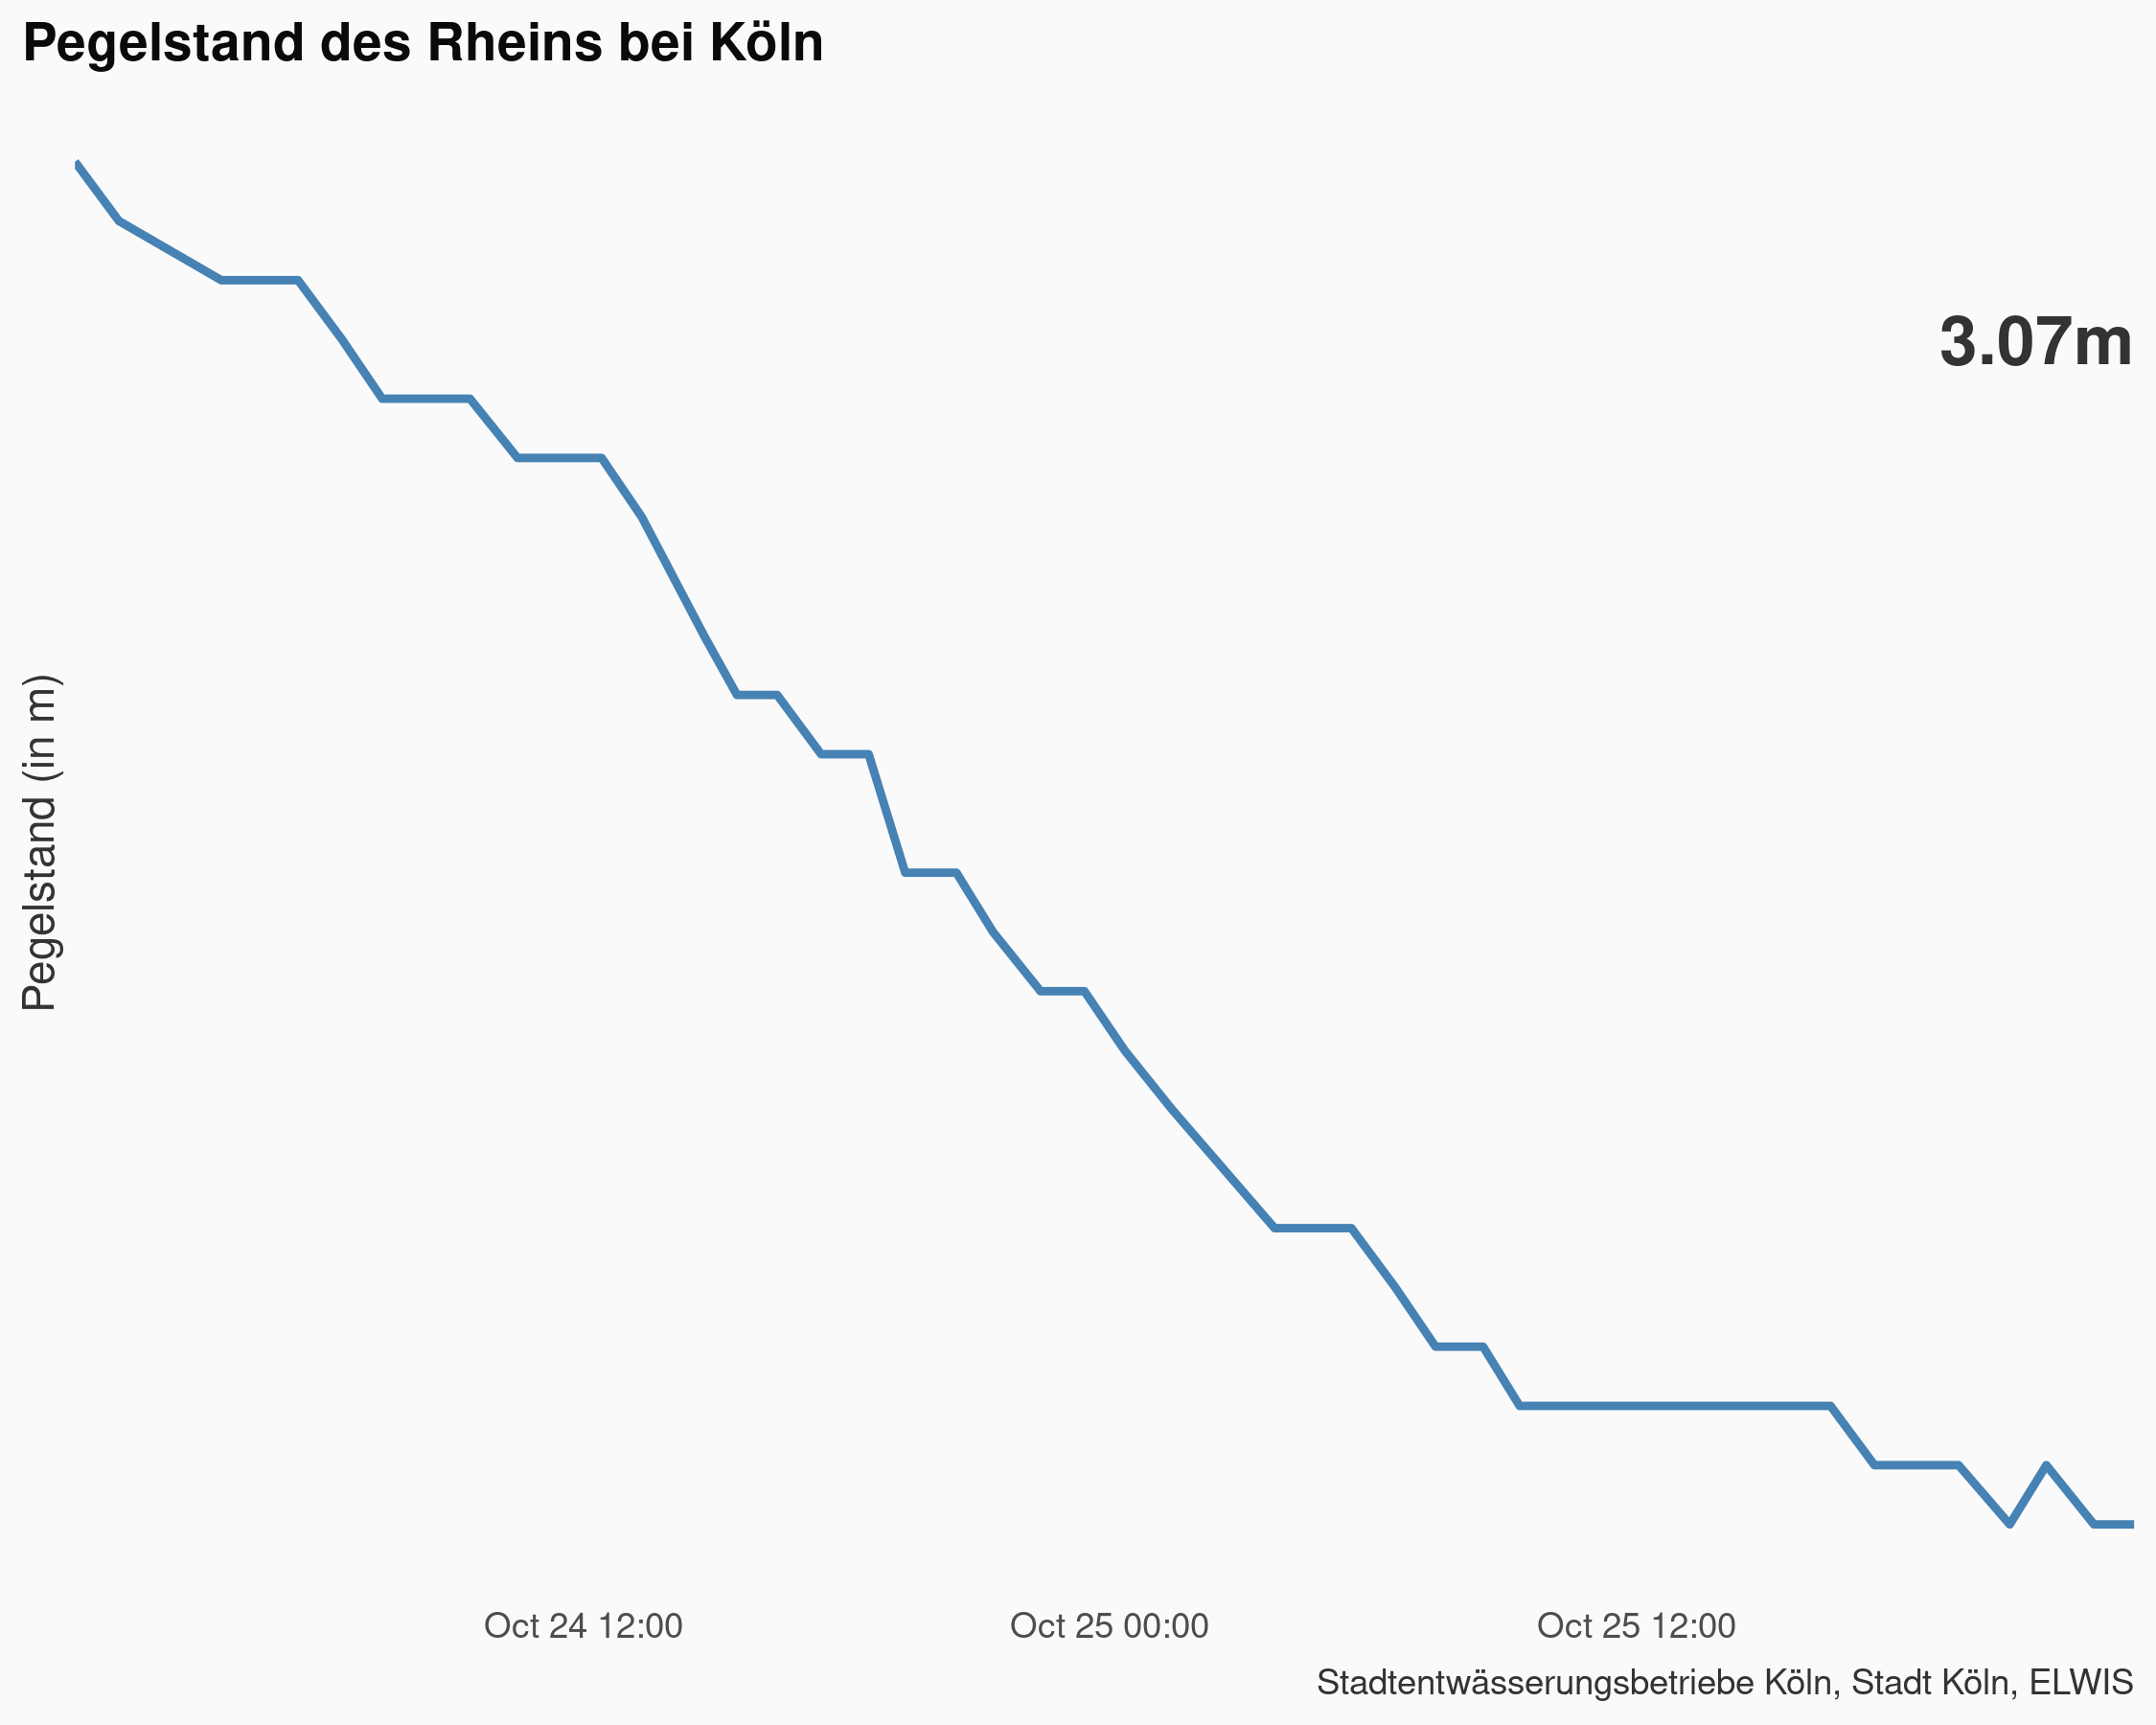 Pegelstand des Rheins bei Köln
3.07m
Pegelstand (in m)
Oct 24 12:00
Oct 25 00:00
Oct 25 12:00
Stadtentwässerungsbetriebe Köln, Stadt Köln, ELWIS